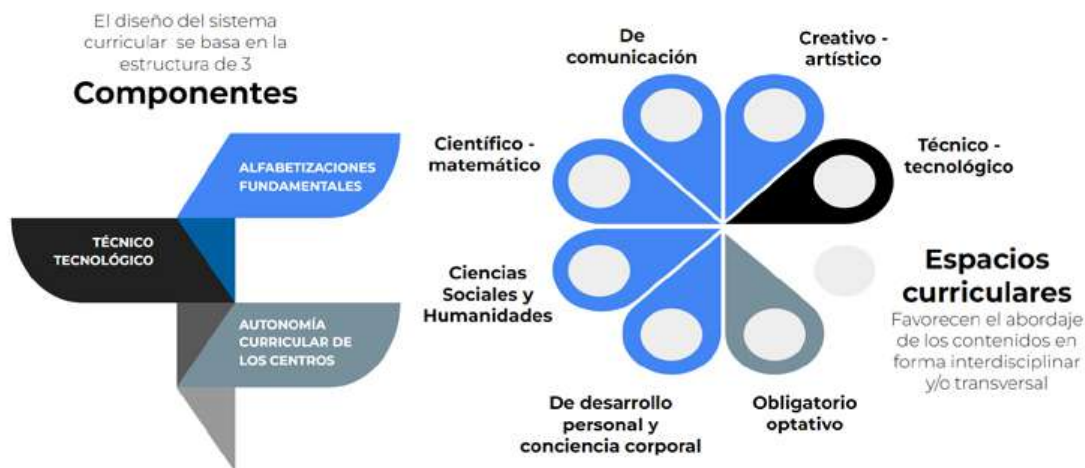 El diseño del sistema
curricular se basa en la
estructura de 3
Componentes
ALFABETIZACIONES
FUNDAMENTALES
TÉCNICO
TECNOLÓGICO
AUTONOMÍA
CURRICULAR DE
LOS CENTROS
De
comunicación
Creativo -
artístico
Científico -
matemático
Técnico -
tecnológico
Ciencias
Sociales y
Humanidades
De desarrollo
personal y
conciencia corporal
Obligatorio
optativo
Espacios
curriculares
Favorecen el abordaje
de los contenidos en
forma interdisciplinar
y/o transversal